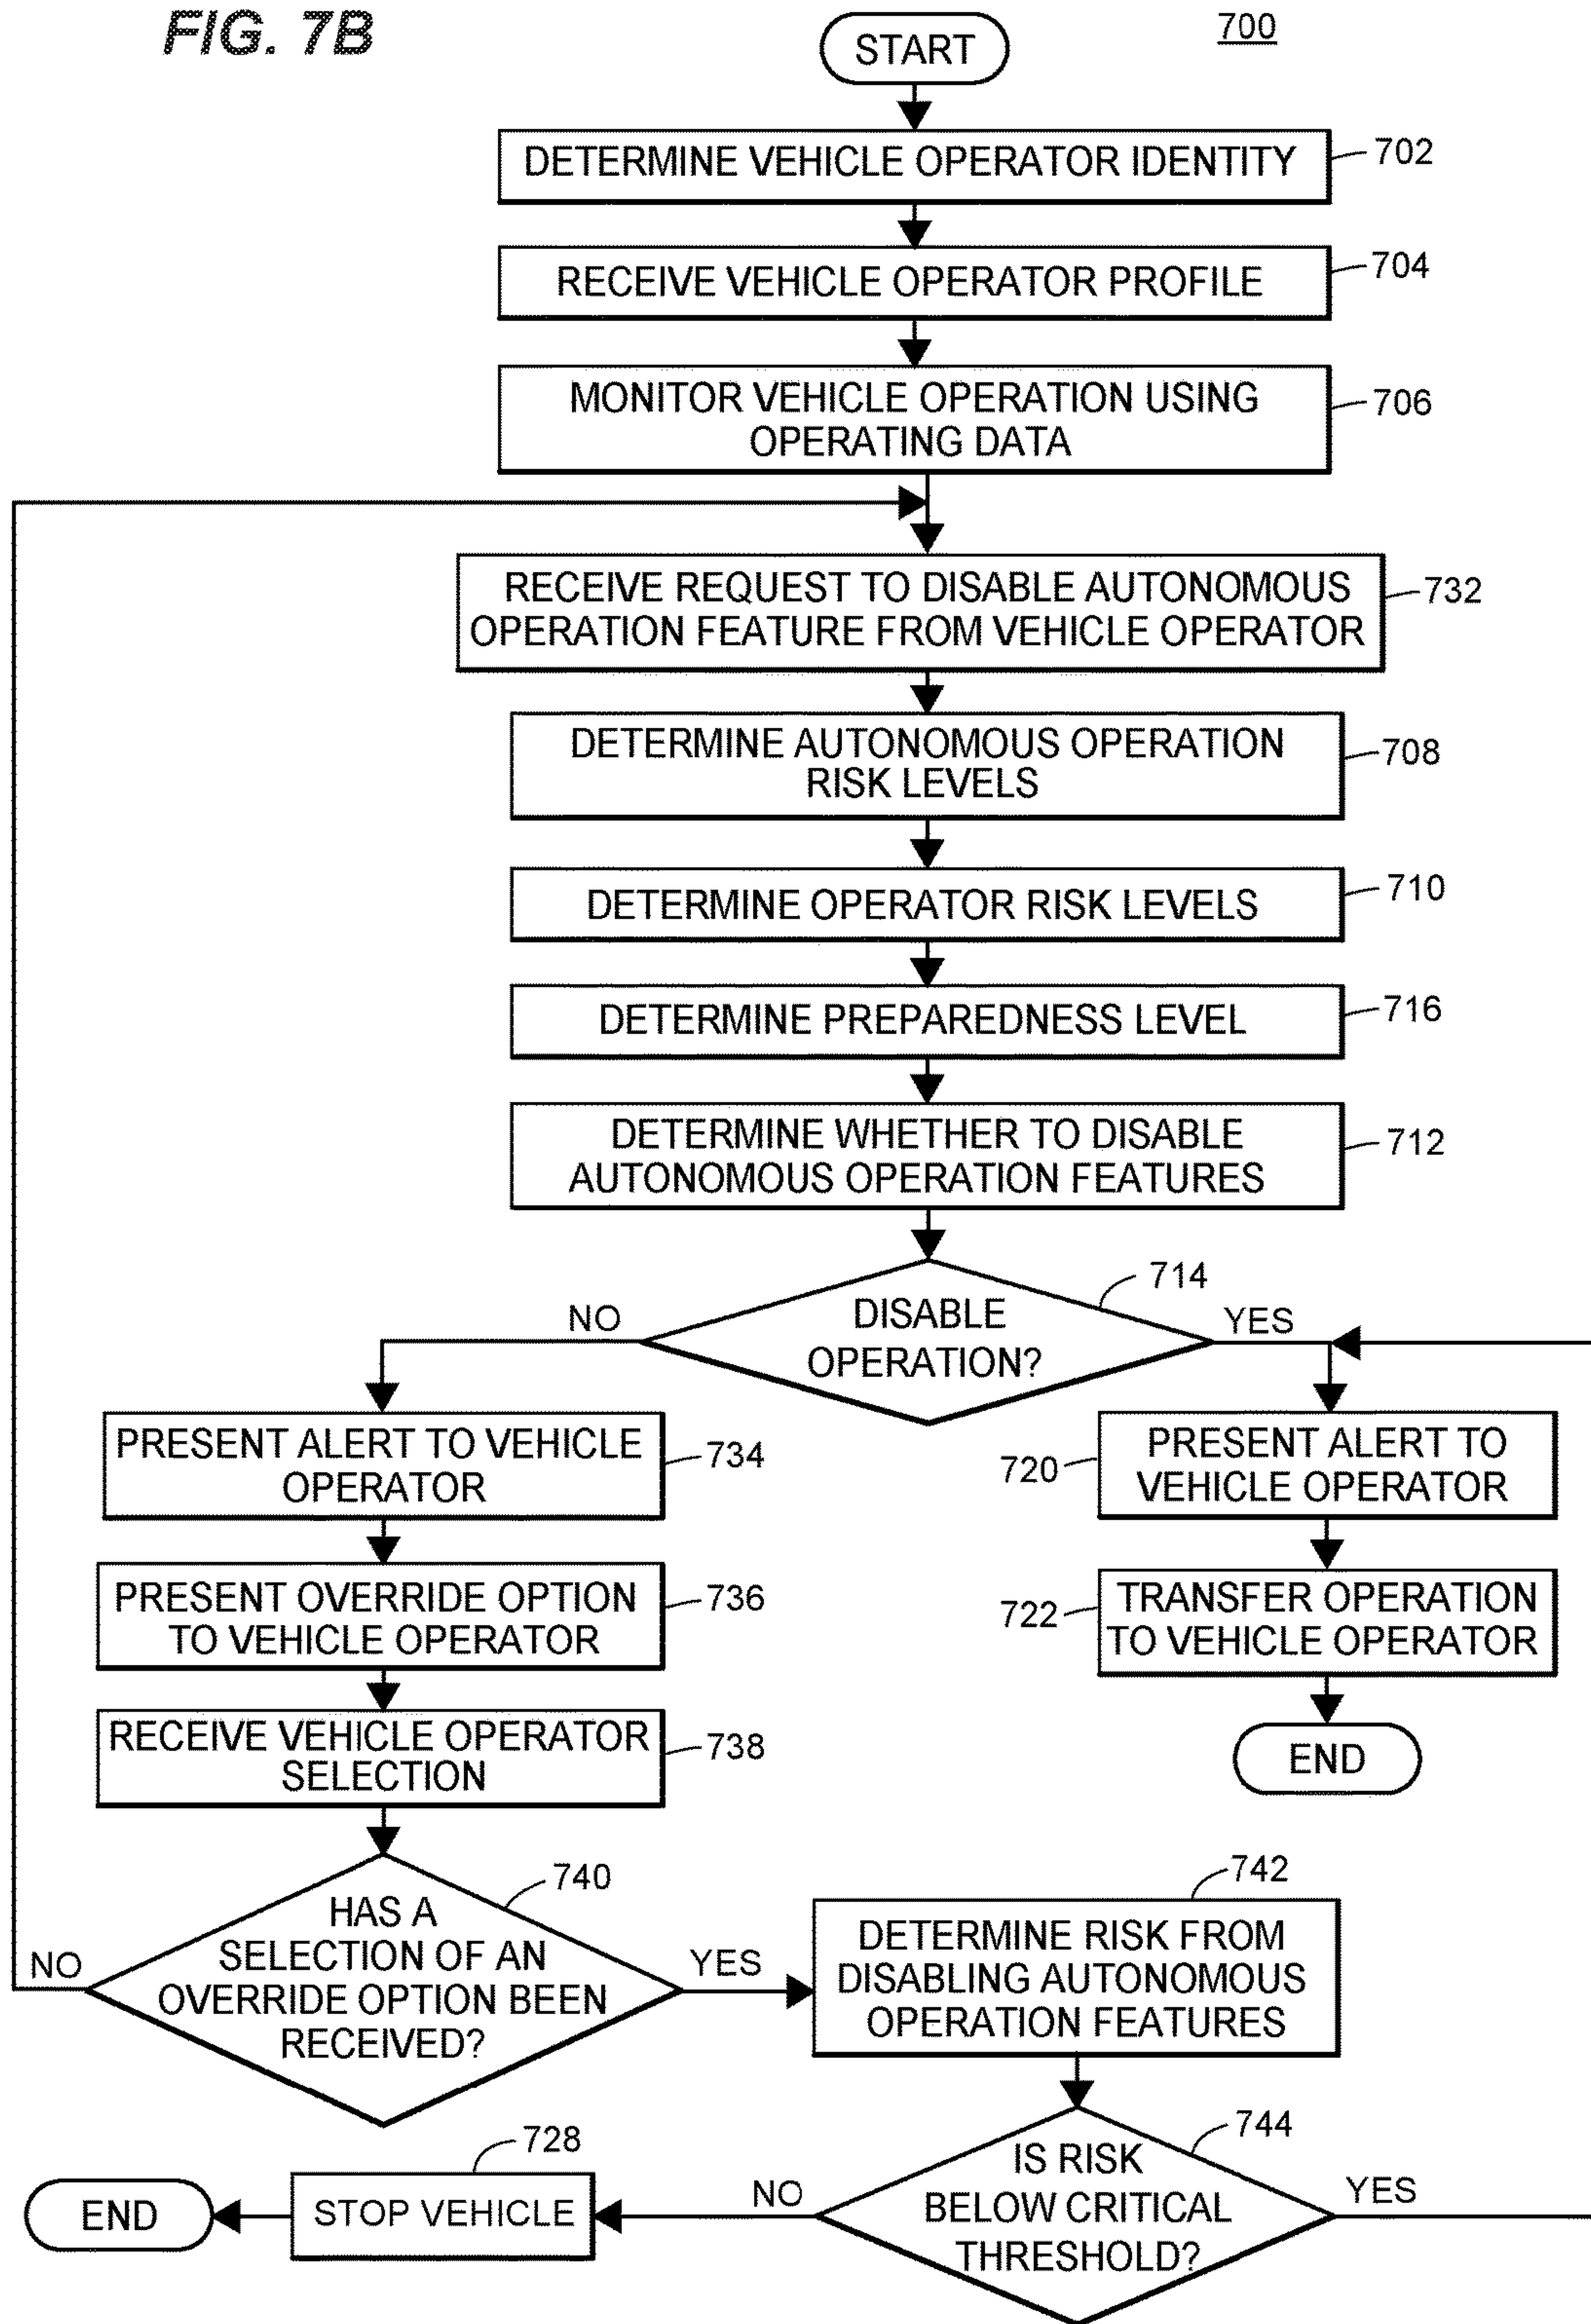 FIG. 7B
700
START
DETERMINE VEHICLE OPERATOR IDENTITY
702
RECEIVE VEHICLE OPERATOR PROFILE
704
MONITOR VEHICLE OPERATION USING
OPERATING DATA
706
RECEIVE REQUEST TO DISABLE AUTONOMOUS
OPERATION FEATURE FROM VEHICLE OPERATOR
732
DETERMINE AUTONOMOUS OPERATION
RISK LEVELS
708
DETERMINE OPERATOR RISK LEVELS
710
DETERMINE PREPAREDNESS LEVEL
716
DETERMINE WHETHER TO DISABLE
AUTONOMOUS OPERATION FEATURES
712
714
DISABLE
OPERATION?
NO
YES
PRESENT ALERT TO VEHICLE
OPERATOR
734
720
PRESENT ALERT TO
VEHICLE OPERATOR
PRESENT OVERRIDE OPTION
TO VEHICLE OPERATOR
736
722
TRANSFER OPERATION
TO VEHICLE OPERATOR
RECEIVE VEHICLE OPERATOR
SELECTION
738
END
740
HAS A
SELECTION OF AN
OVERRIDE OPTION BEEN
RECEIVED?
NO
YES
742
DETERMINE RISK FROM
DISABLING AUTONOMOUS
OPERATION FEATURES
744
IS RISK
BELOW CRITICAL
THRESHOLD?
NO
YES
728
STOP VEHICLE
END